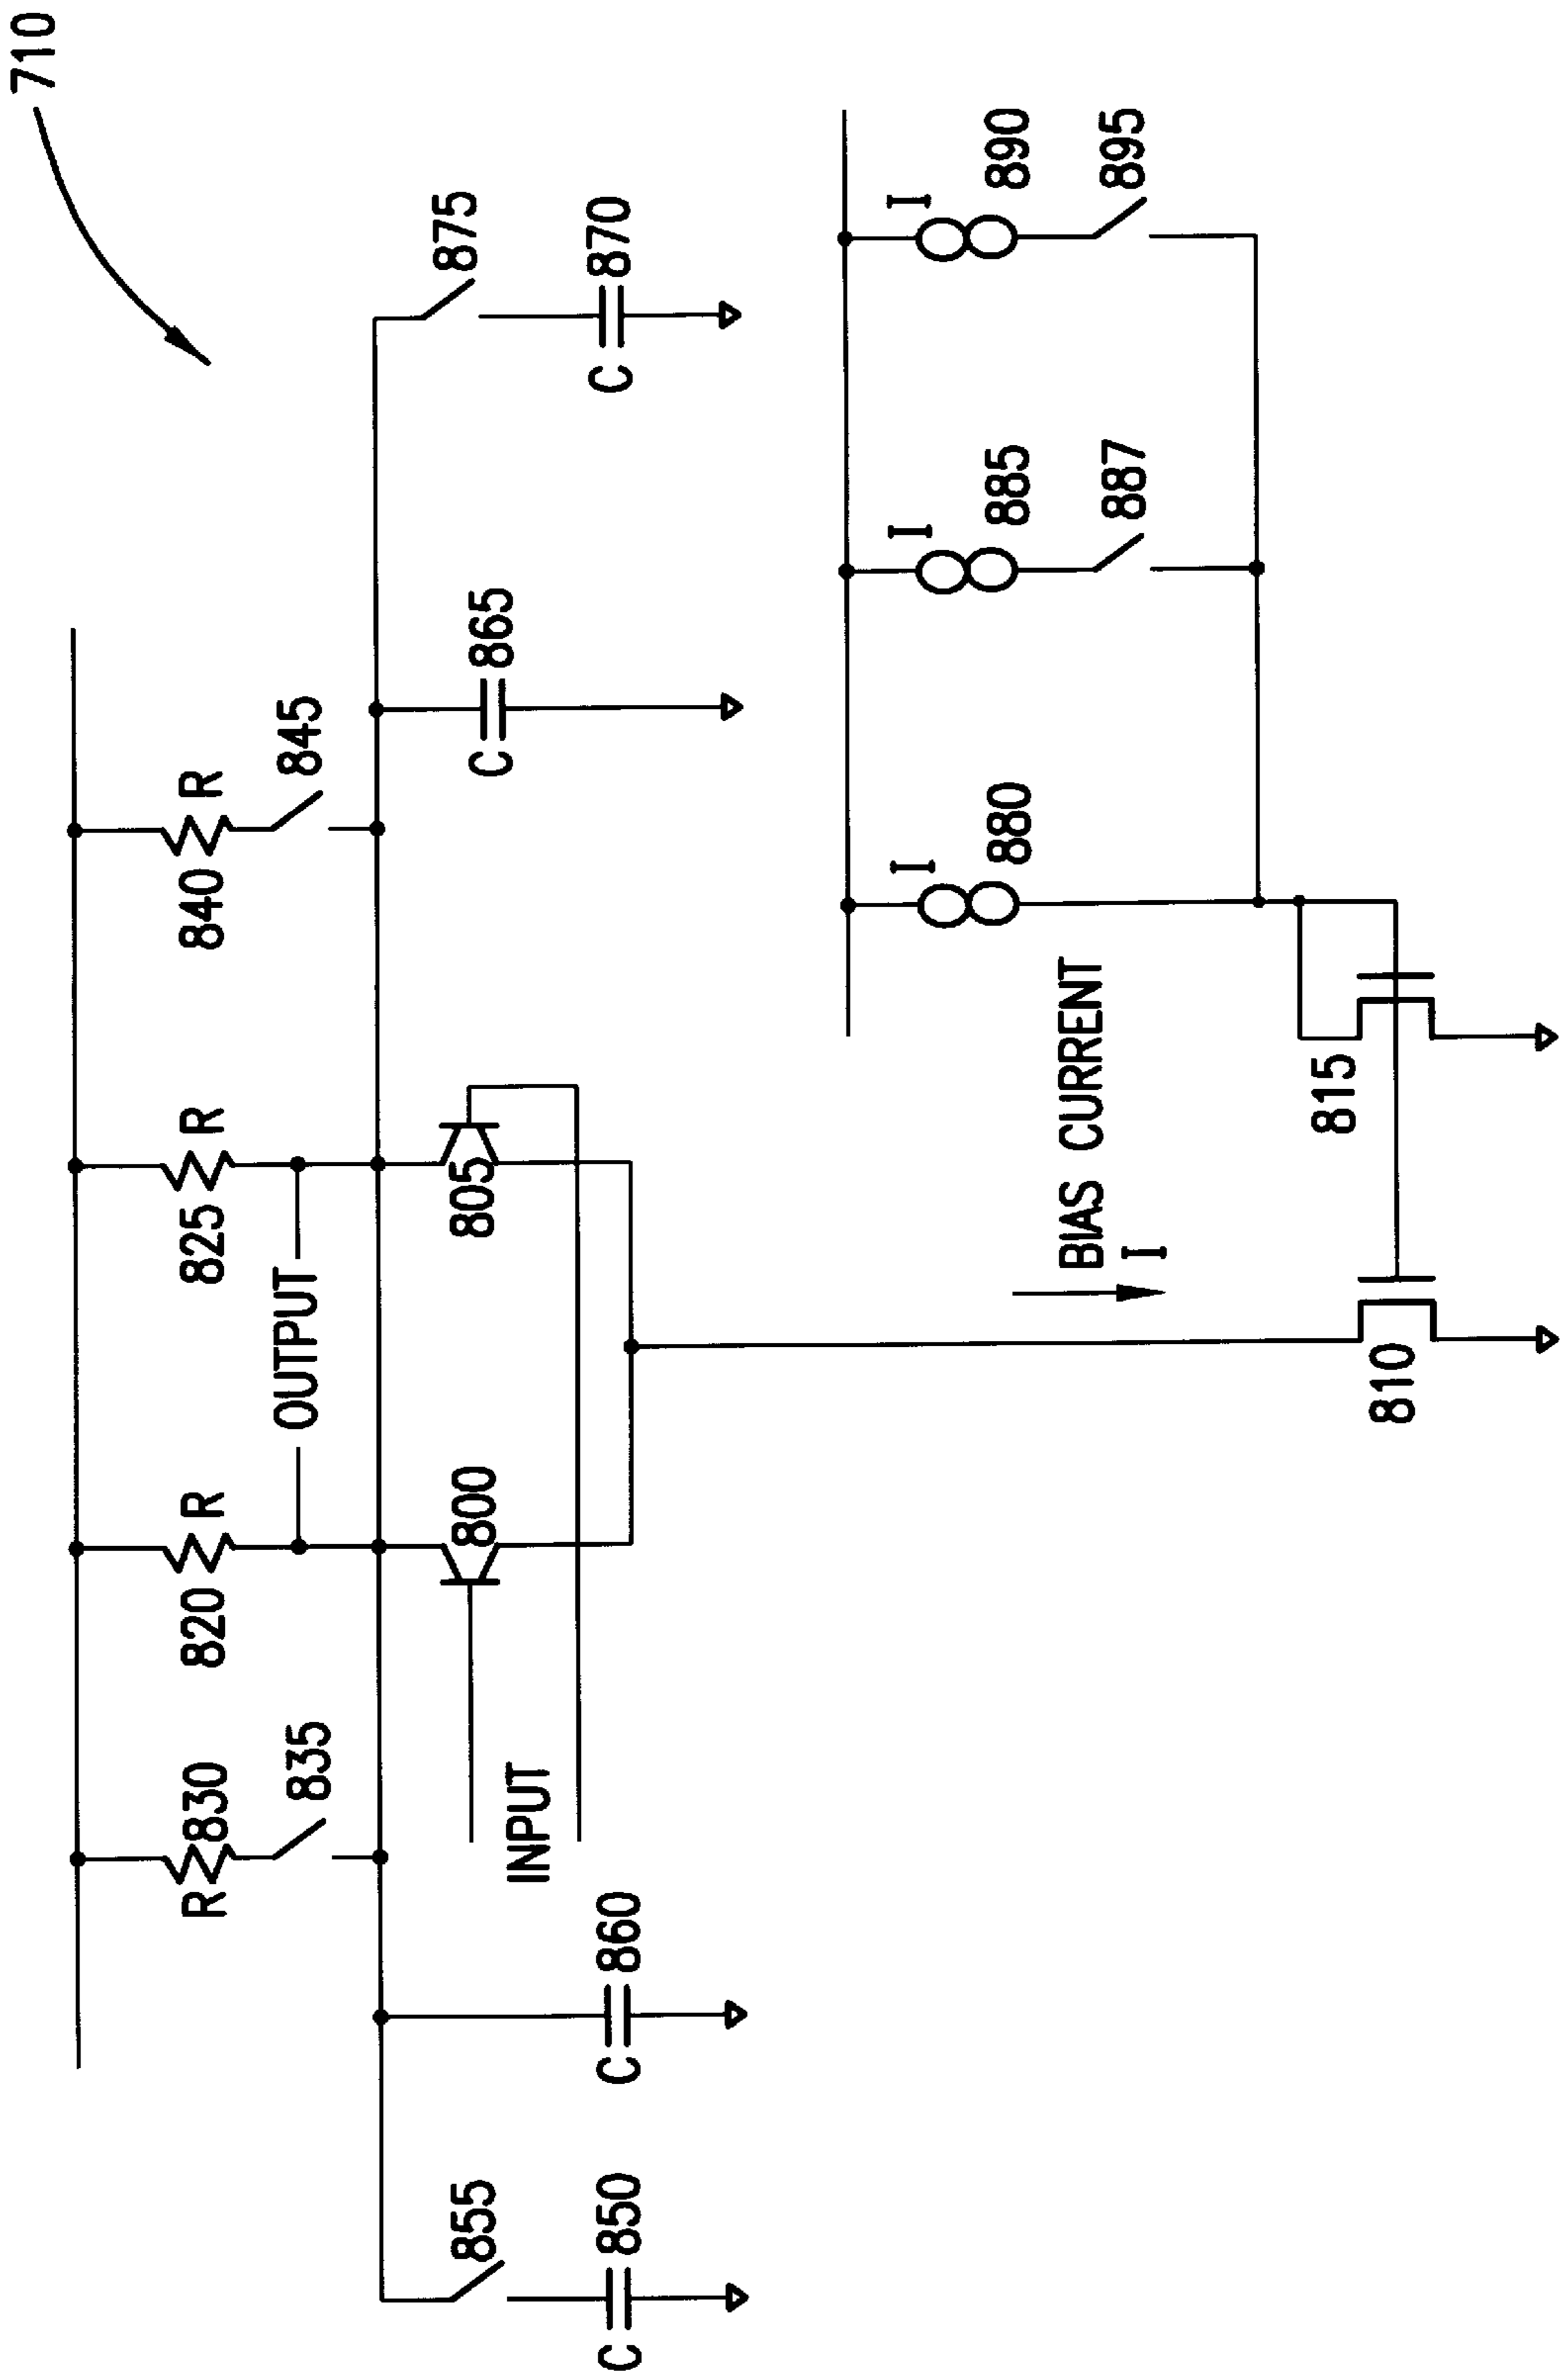 710
R 830
835
820 R
825 R
840 R
845
OUTPUT
855
C 850
C 860
INPUT
800
805
C 865
875
C 870
BIAS CURRENT
I
I
880
I
885
887
I
890
895
810
815